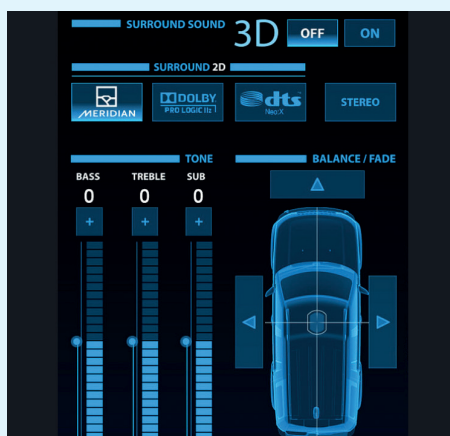 SURROUND SOUND
3D
OFF
ON
SURROUND 2D
MERIDIAN
DOLBY
PRO LOGIC IIz
dts
Neo:X
STEREO
TONE
BALANCE / FADE
BASS
TREBLE
SUB
0
0
0
+
+
+